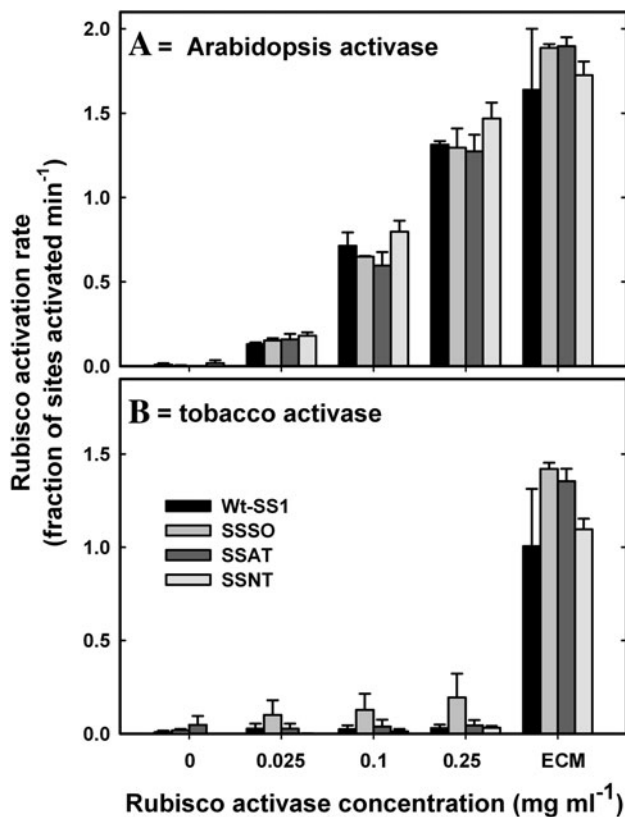 A = Arabidopsis activase
2.0
1.5
1.0
0.5
0.0
B = tobacco activase
Wt-SS1
SSSO
SSAT
SSNT
1.5
1.0
0.5
0.0
0 0.025 0.1 0.25 ECM
Rubisco activase concentration (mg ml⁻¹)
Rubisco activation rate
(fraction of sites activated min⁻¹)